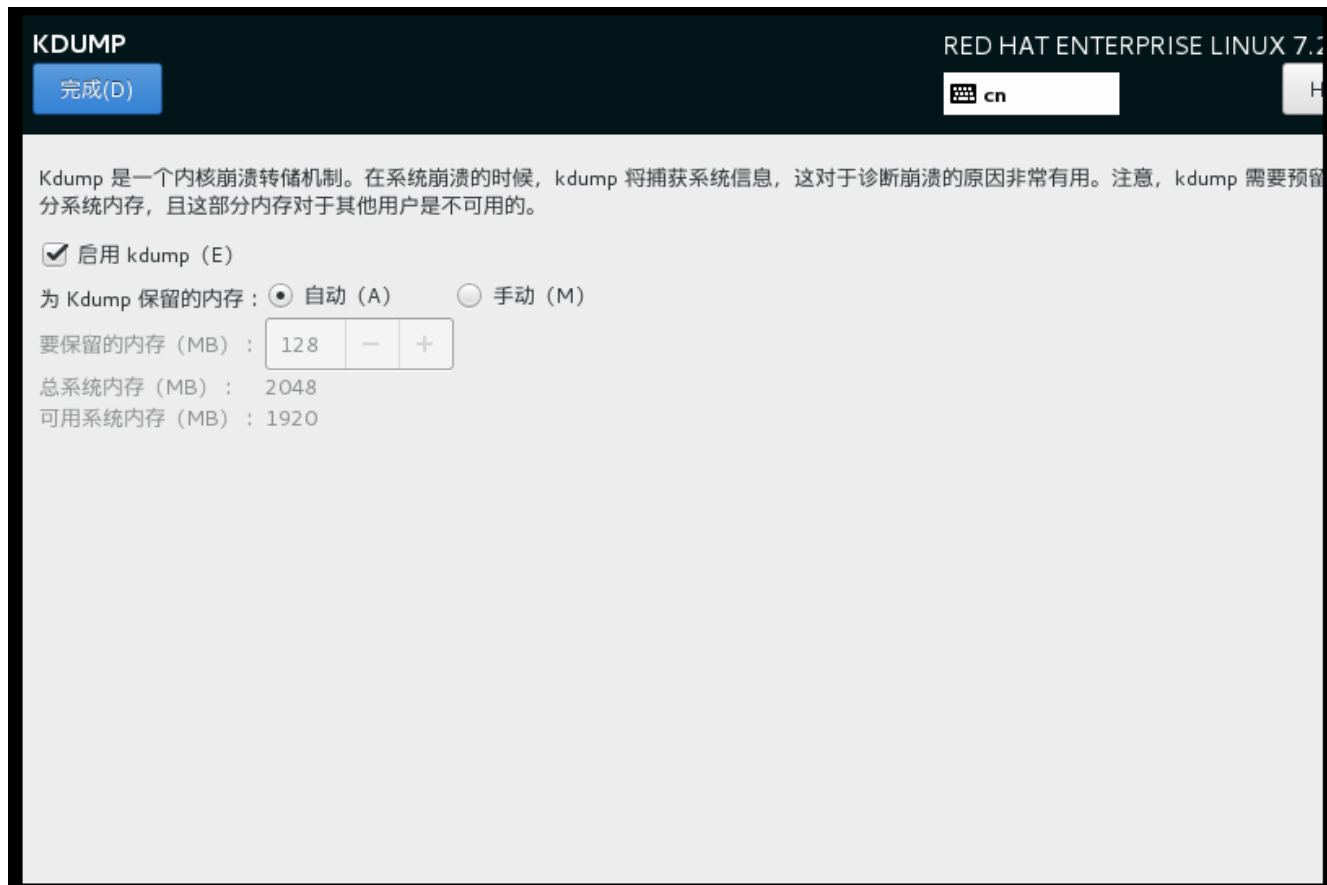 KDUMP
RED HAT ENTERPRISE LINUX 7.2
完成(D)
cn
H
Kdump 是一个内核崩溃转储机制。在系统崩溃的时候，kdump 将捕获系统信息，这对于诊断崩溃的原因非常有用。注意，kdump 需要预留
分系统内存，且这部分内存对于其他用户是不可用的。
启用 kdump（E）
为 Kdump 保留的内存： 自动（A） 手动（M）
要保留的内存（MB）： 128 − +
总系统内存（MB）： 2048
可用系统内存（MB）： 1920